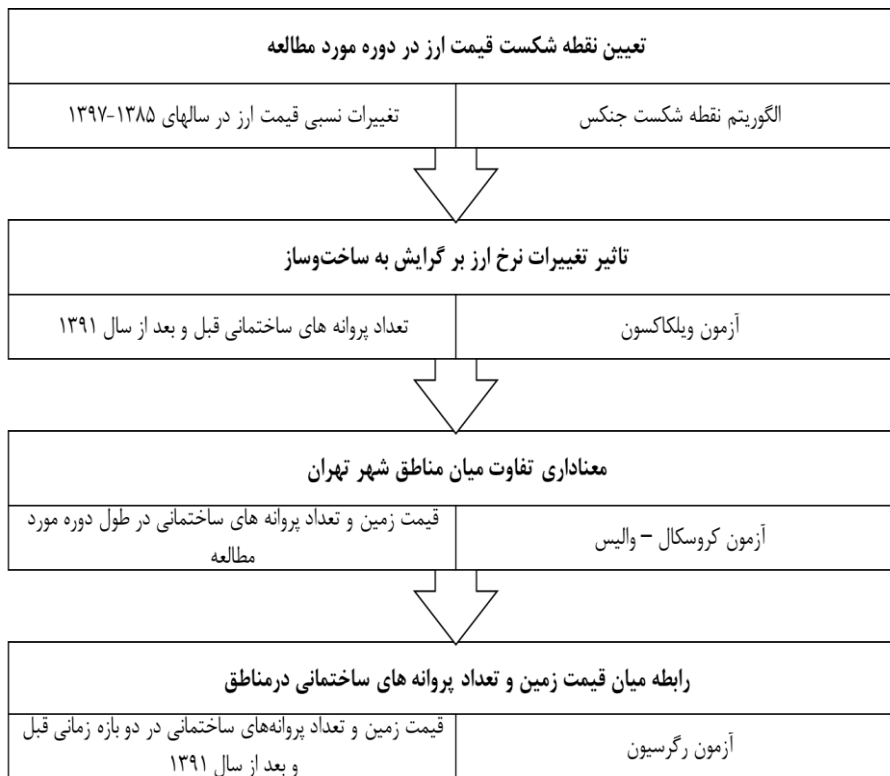 تعیین نقطه شکست قیمت ارز در دوره مورد مطالعه
الگوریتم نقطه شکست جنکس
تغییرات نسبی قیمت ارز در سالهای ۱۳۸۵-۱۳۹۷
تاثیر تغییرات نرخ ارز بر گرایش به ساخت‌وساز
آزمون ویلکاکسون
تعداد پروانه های ساختمانی قبل و بعد از سال ۱۳۹۱
معناداری تفاوت میان مناطق شهر تهران
آزمون کروسکال – والیس
قیمت زمین و تعداد پروانه های ساختمانی در طول دوره مورد
مطالعه
رابطه میان قیمت زمین و تعداد پروانه های ساختمانی درمناطق
آزمون رگرسیون
قیمت زمین و تعداد پروانه‌های ساختمانی در دو بازه زمانی قبل
و بعد از سال ۱۳۹۱